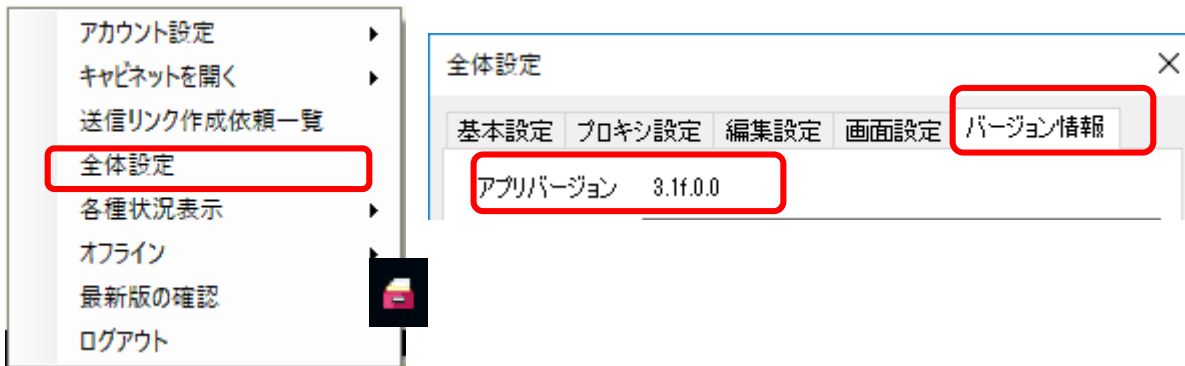 アカウント設定
キャビネットを開く
送信リンク作成依頼一覧
全体設定
各種状況表示
オフライン
最新版の確認
ログアウト
全体設定
基本設定 プロキシ設定 編集設定 画面設定 バージョン情報
アプリバージョン 3.1f.0.0